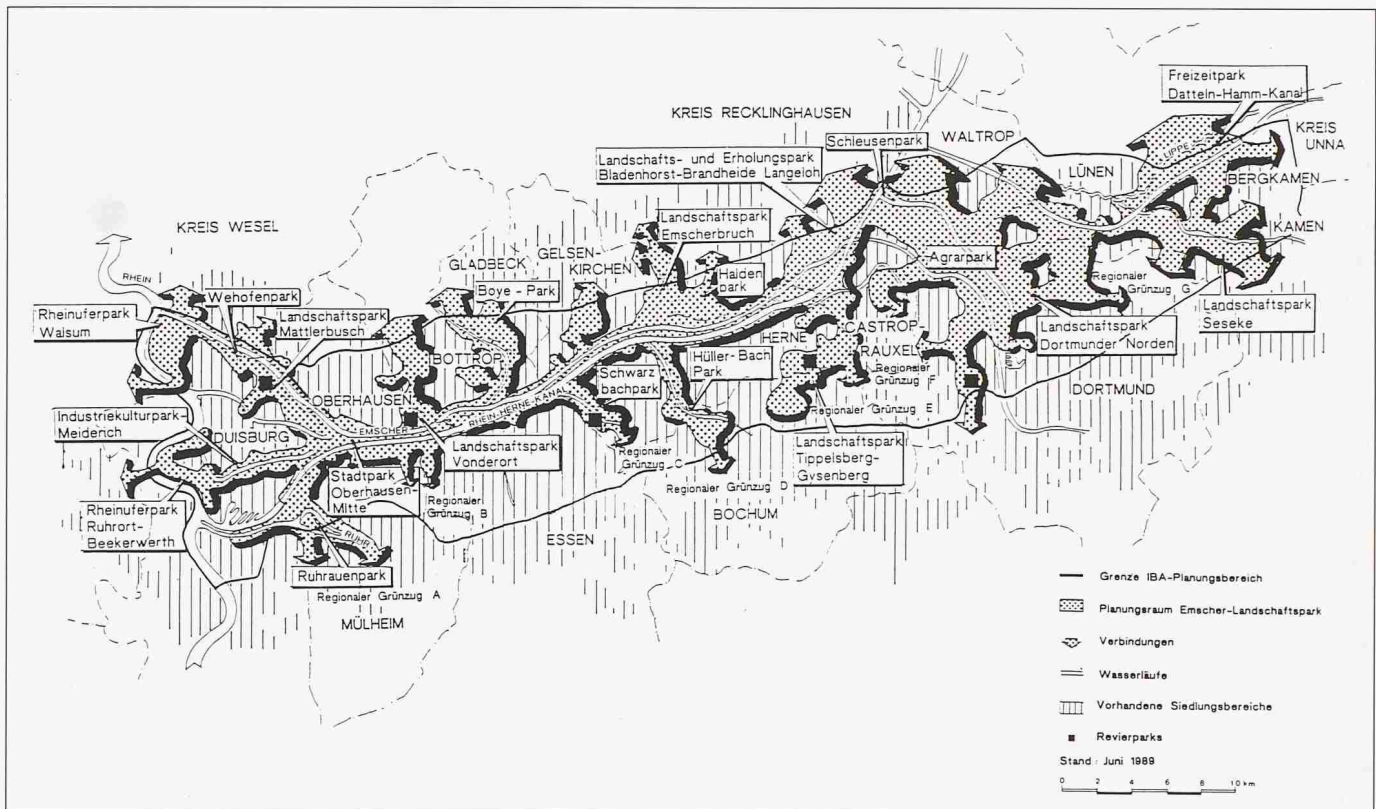 KREIS RECKLINGHAUSEN
Freizeitpark
Datteln-Hamm-Kanal
Schleusenpark
WALTROP
KREIS
UNNA
LIPPE
LÜNEN
BERGKAMEN
Landschafts- und Erholungspark
Bladenhorst-Brandheide Langeloh
Landschaftspark
Emscherbruch
KREIS WESEL
GELSEN-
KIRCHEN
KAMEN
GLADBECK
Boye - Park
Halden
park
Agrarpark
Regionaler
Grünzug G
RHEIN
Wehofenpark
Landschaftspark
Mattlerbusch
Landschaftspark
Seseke
Rheinuferpark
Walsum
BOTTROP
HERNE
CASTROP-
RAUXEL
Landschaftspark
Dortmunder Norden
Hüller-Bach
Park
Regionaler
Grünzug F
Schwarz
bachpark
OBERHAUSEN
RHEIN-HERNE-KANAL
DORTMUND
Regionaler Grünzug E
Industriekulturpark-
Meiderich
DUISBURG
EMSCHER
Landschaftspark
Vonderort
Landschaftspark
Tippelsberg-
Gysenberg
Regionaler
Grünzug C
Stadtpark
Oberhausen-
Mitte
Regionaler
Grünzug B
Regionaler Grünzug D
BOCHUM
Rheinuferpark
Ruhrort-
Beekerwerth
ESSEN
RUHR
Ruhrauenpark
Regionaler Grünzug A
MÜLHEIM
Grenze IBA-Planungsbereich
Planungsraum Emscher-Landschaftspark
Verbindungen
Wasserläufe
Vorhandene Siedlungsbereiche
Revierparks
Stand: Juni 1989
0 2 4 6 8 10 km